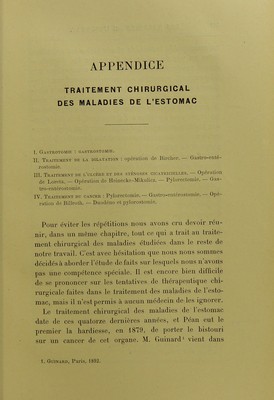 APPENDICE
TRAITEMENT CHIRURGICAL
DES MALADIES DE L'ESTOMAC
I. GASTROTOMIE; GASTROSTOMIE.
II. TRAITEMENT DE LA DILATATION: opération de Bircher. — Gastro-enté-
rostomie.
III. TRAITEMENT DE L'ULCÈRE ET DES STÉNOSES CICATRICIELLES. — Opération
de Loreta. — Opération de Heinecke-Mikulicz. — Pylorectomie. — Gas-
tro-entérostomie.
IV. TRAITEMENT DU CANCER: Pylorectomie. — Gastro-entérostomie. — Opé-
ration de Billroth. — Duodéno et pylorostomie.
Pour éviter les répétitions nous avons cru devoir réu-
nir, dans un même chapitre, tout ce qui a trait au traite-
ment chirurgical des maladies étudiées dans le reste de
notre travail. C'est avec hésitation que nous nous sommes
décidés à aborder l'étude de faits sur lesquels nous n'avons
pas une compétence spéciale. Il est encore bien difficile
de se prononcer sur les tentatives de thérapeutique chi-
rurgicale faites dans le traitement des maladies de l'esto-
mac, mais il n'est permis à aucun médecin de les ignorer.
Le traitement chirurgical des maladies de l'estomac
date de ces quatorze dernières années, et Péan eut le
premier la hardiesse, en 1879, de porter le bistouri
sur un cancer de cet organe. M. Guinard¹ vient dans
1. GUINARD, Paris, 1892.